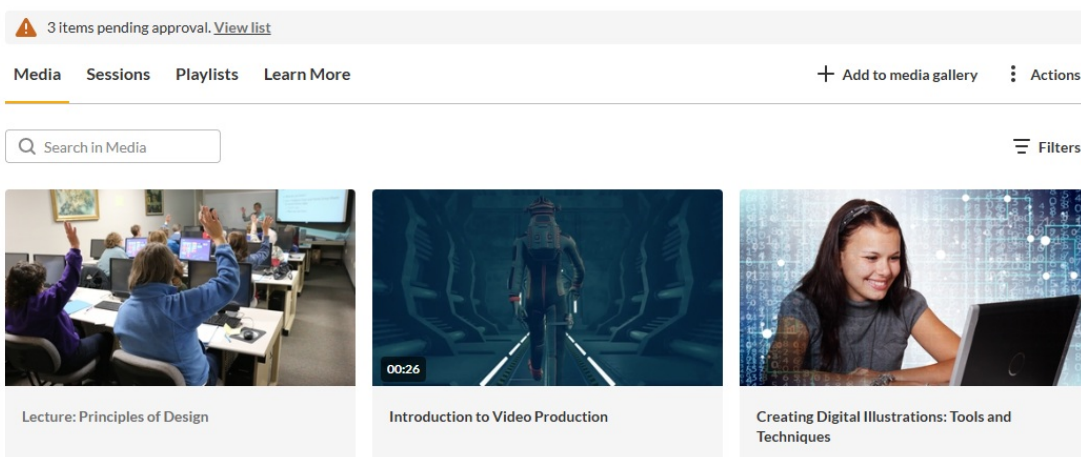 3 items pending approval. View list
Media Sessions Playlists Learn More
Add to media gallery Actions
Search in Media
Filters
00:26
Lecture: Principles of Design
Introduction to Video Production
Creating Digital Illustrations: Tools and
Techniques